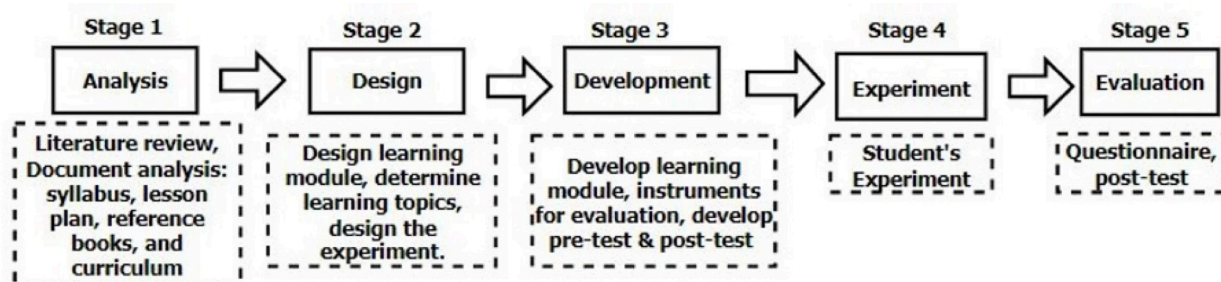 Stage 1
Analysis
Literature review,
Document analysis:
syllabus, lesson
plan, reference
books, and
curriculum
Stage 2
Design
Design learning
module, determine
learning topics,
design the
experiment.
Stage 3
Development
Develop learning
module, instruments
for evaluation, develop
pre-test & post-test
Stage 4
Experiment
Student's
Experiment
Stage 5
Evaluation
Questionnaire,
post-test